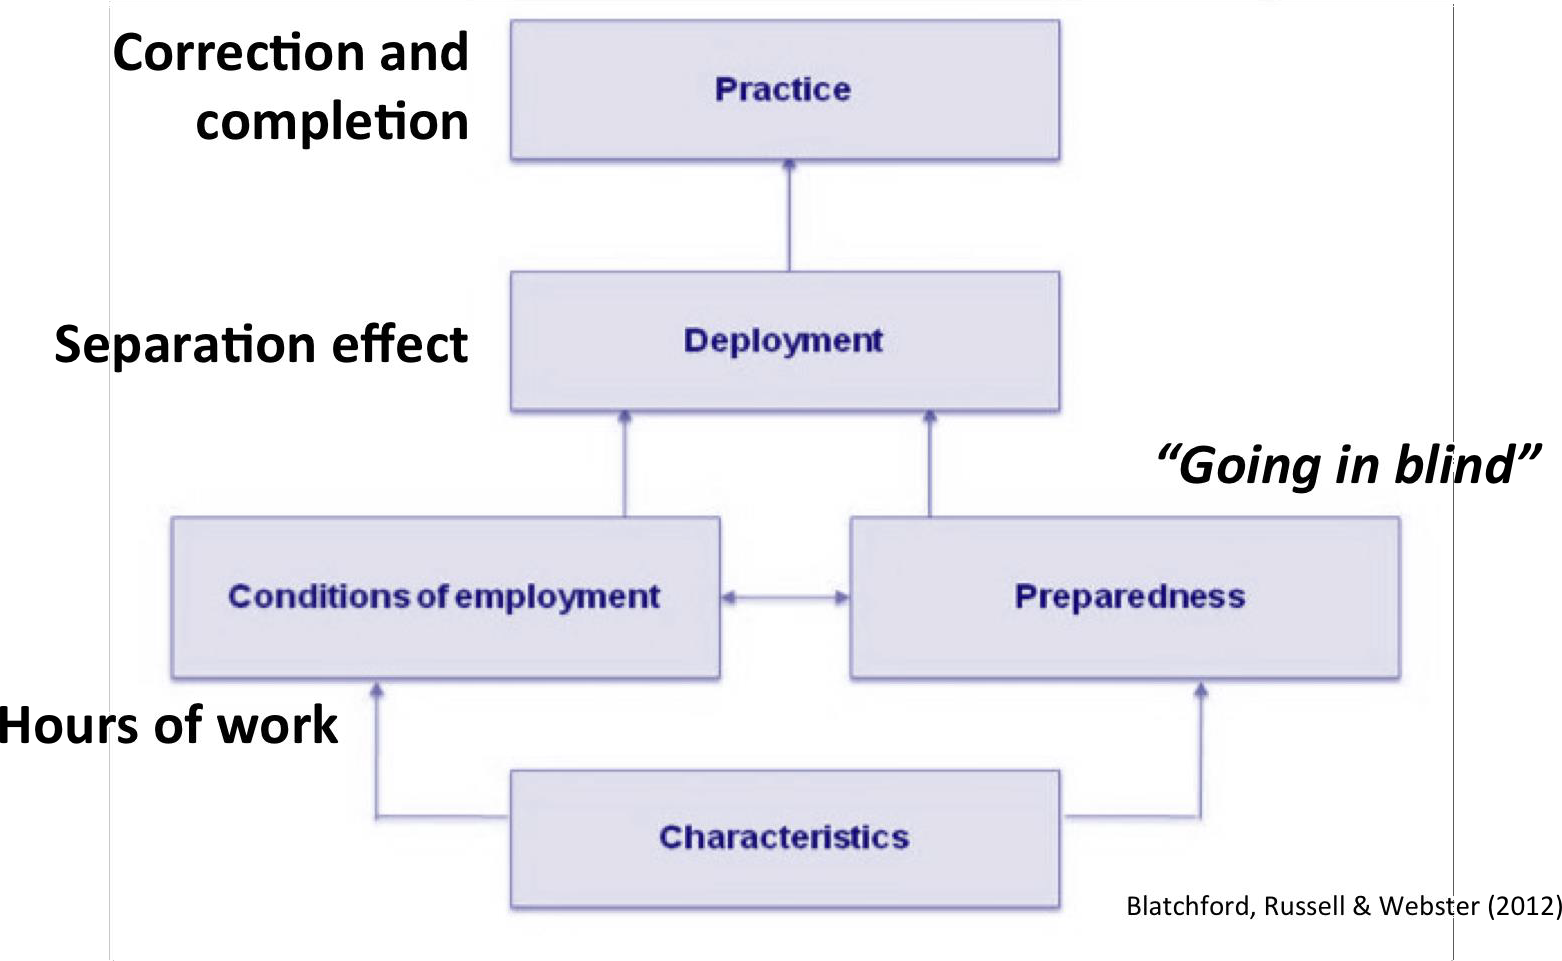 Correction and
completion
Practice
Separation effect
Deployment
“Going in blind”
Conditions of employment
Preparedness
Hours of work
Characteristics
Blatchford, Russell & Webster (2012)